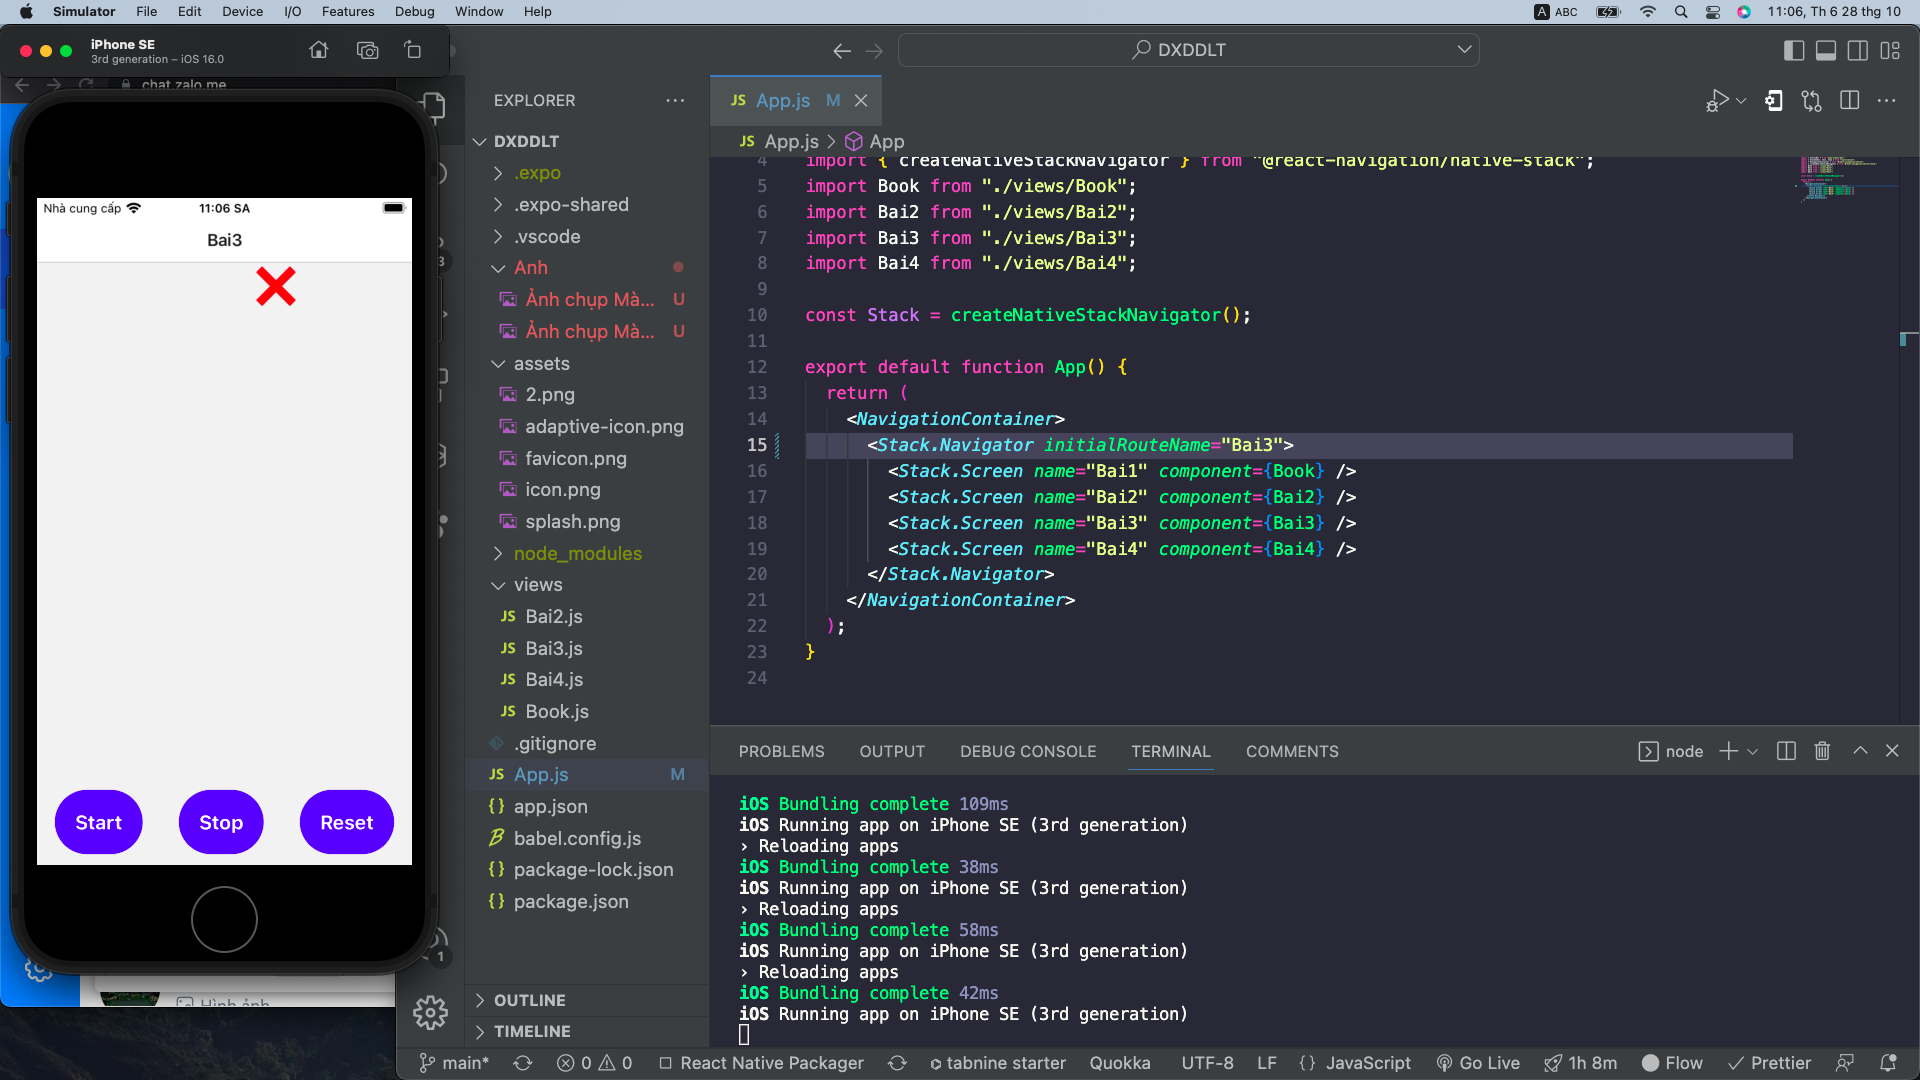 Simulator File Edit Device I/O Features Debug Window Help A ABC 11:06, Th 6 28 thg 10
iPhone SE
3rd generation – iOS 16.0
chat.zalo.me
Nhà cung cấp 11:06 SA
Bai3
Start Stop Reset
Hình ảnh
3
1
DXDDLT
EXPLORER
DXDDLT
.expo
.expo-shared
.vscode
Anh
Ảnh chụp Mà... U
Ảnh chụp Mà... U
assets
2.png
adaptive-icon.png
favicon.png
icon.png
splash.png
node_modules
views
JS Bai2.js
JS Bai3.js
JS Bai4.js
JS Book.js
.gitignore
JS App.js M
{} app.json
babel.config.js
{} package-lock.json
{} package.json
OUTLINE
TIMELINE
JS App.js M
JS App.js > App
4 import { createNativeStackNavigator } from "@react-navigation/native-stack";
5 import Book from "./views/Book";
6 import Bai2 from "./views/Bai2";
7 import Bai3 from "./views/Bai3";
8 import Bai4 from "./views/Bai4";
9
10 const Stack = createNativeStackNavigator();
11
12 export default function App() {
13 return (
14 <NavigationContainer>
15 <Stack.Navigator initialRouteName="Bai3">
16 <Stack.Screen name="Bai1" component={Book} />
17 <Stack.Screen name="Bai2" component={Bai2} />
18 <Stack.Screen name="Bai3" component={Bai3} />
19 <Stack.Screen name="Bai4" component={Bai4} />
20 </Stack.Navigator>
21 </NavigationContainer>
22 );
23 }
24
PROBLEMS OUTPUT DEBUG CONSOLE TERMINAL COMMENTS node
iOS Bundling complete 109ms
iOS Running app on iPhone SE (3rd generation)
› Reloading apps
iOS Bundling complete 38ms
iOS Running app on iPhone SE (3rd generation)
› Reloading apps
iOS Bundling complete 58ms
iOS Running app on iPhone SE (3rd generation)
› Reloading apps
iOS Bundling complete 42ms
iOS Running app on iPhone SE (3rd generation)
main* 0 0 React Native Packager tabnine starter Quokka UTF-8 LF {} JavaScript Go Live 1h 8m Flow Prettier